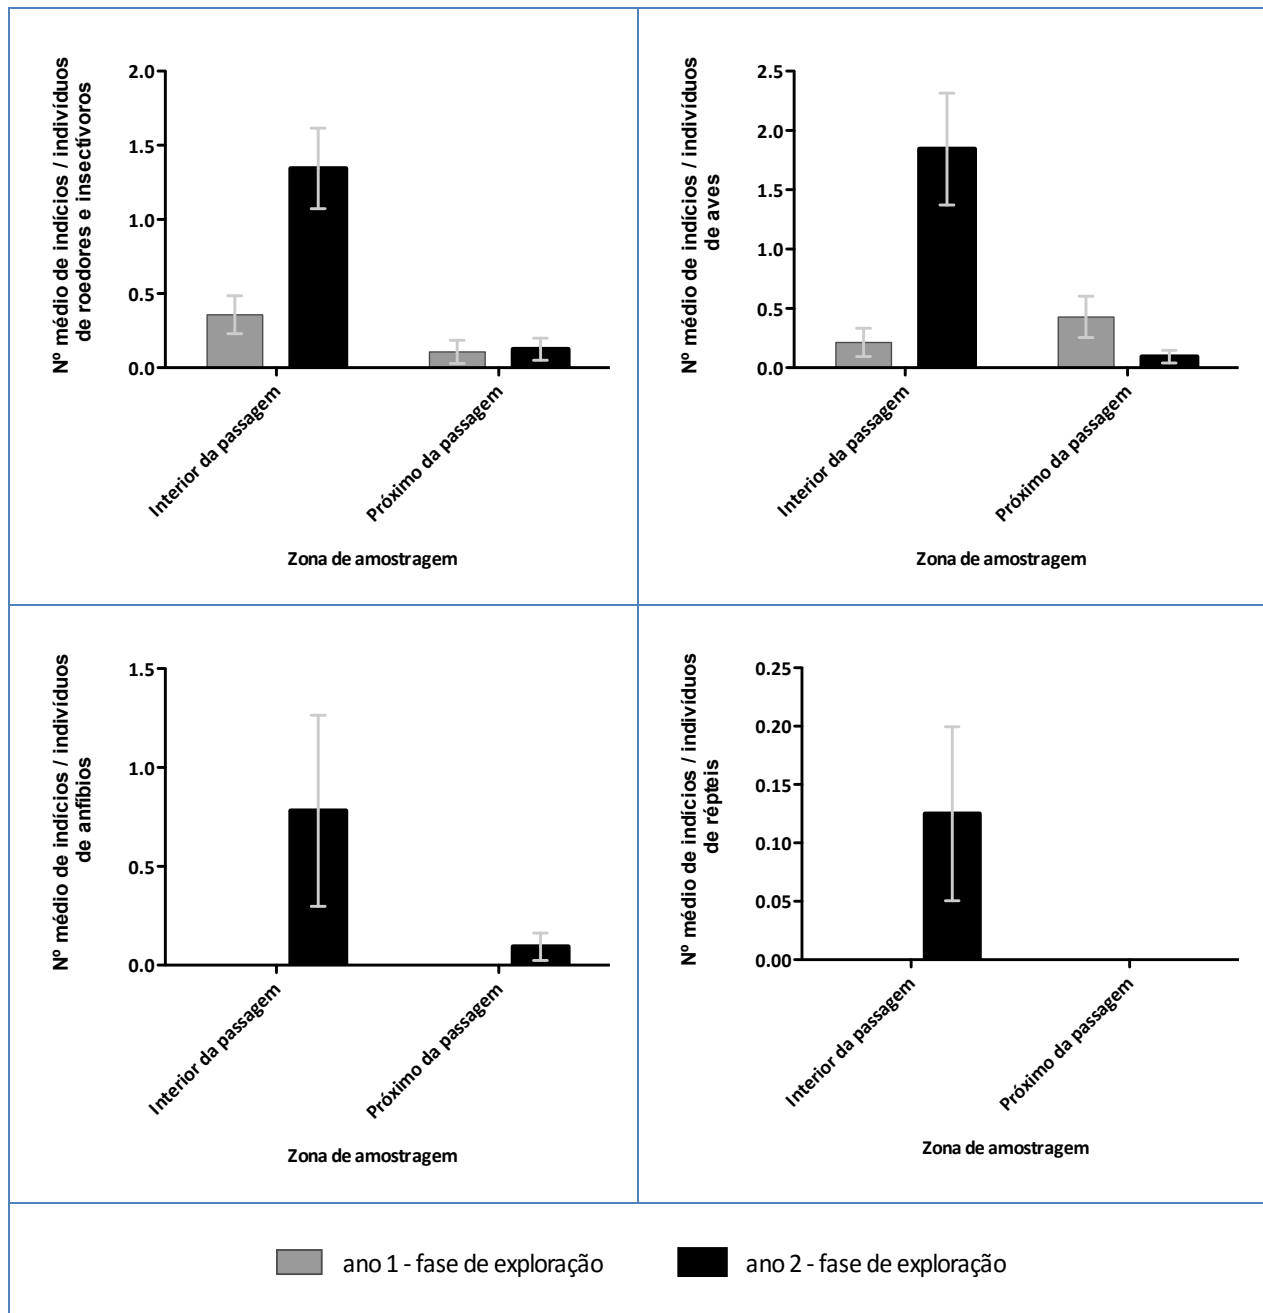 Nº médio de indícios / indivíduos
de roedores e insectívoros
2.0
1.5
1.0
0.5
0.0
Interior da passagem
Próximo da passagem
Zona de amostragem
Nº médio de indícios / indivíduos
de aves
2.5
2.0
1.5
1.0
0.5
0.0
Interior da passagem
Próximo da passagem
Zona de amostragem
Nº médio de indícios / indivíduos
de anfíbios
1.5
1.0
0.5
0.0
Interior da passagem
Próximo da passagem
Zona de amostragem
Nº médio de indícios / indivíduos
de répteis
0.25
0.20
0.15
0.10
0.05
0.00
Interior da passagem
Próximo da passagem
Zona de amostragem
ano 1 - fase de exploração
ano 2 - fase de exploração